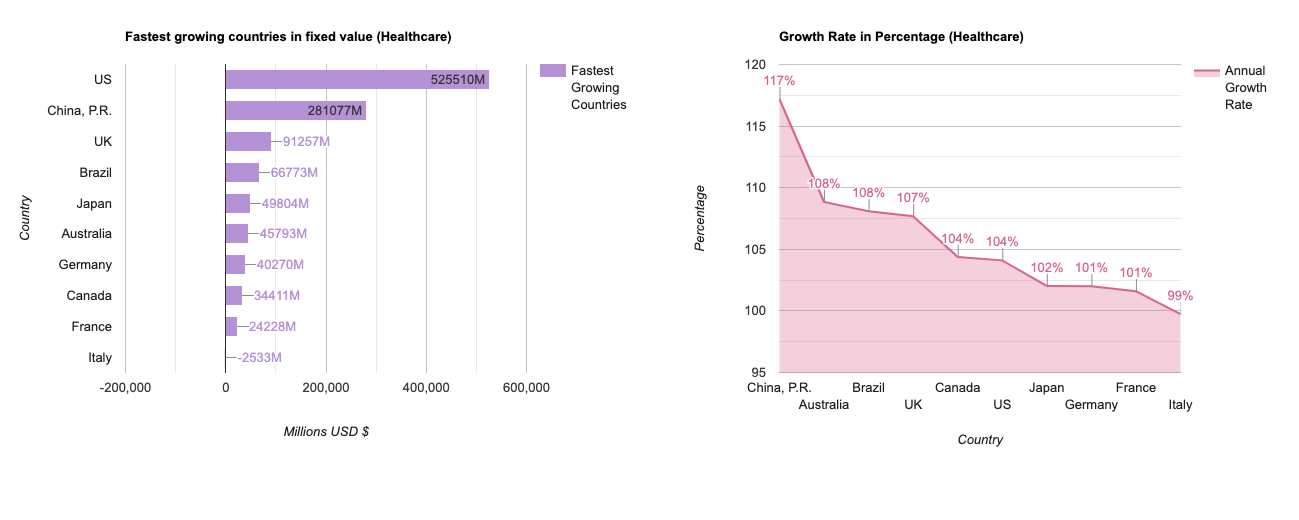 Fastest growing countries in fixed value (Healthcare)
Country
US
China, P.R.
UK
Brazil
Japan
Australia
Germany
Canada
France
Italy
525510M
281077M
91257M
66773M
49804M
45793M
40270M
34411M
24228M
-2533M
-200,000
0
200,000
400,000
600,000
Millions USD $
Fastest
Growing
Countries
Growth Rate in Percentage (Healthcare)
Percentage
120
115
110
105
100
95
117%
108%
108%
107%
104%
104%
102%
101%
101%
99%
China, P.R.
Australia
Brazil
UK
Canada
US
Japan
Germany
France
Italy
Country
Annual
Growth
Rate